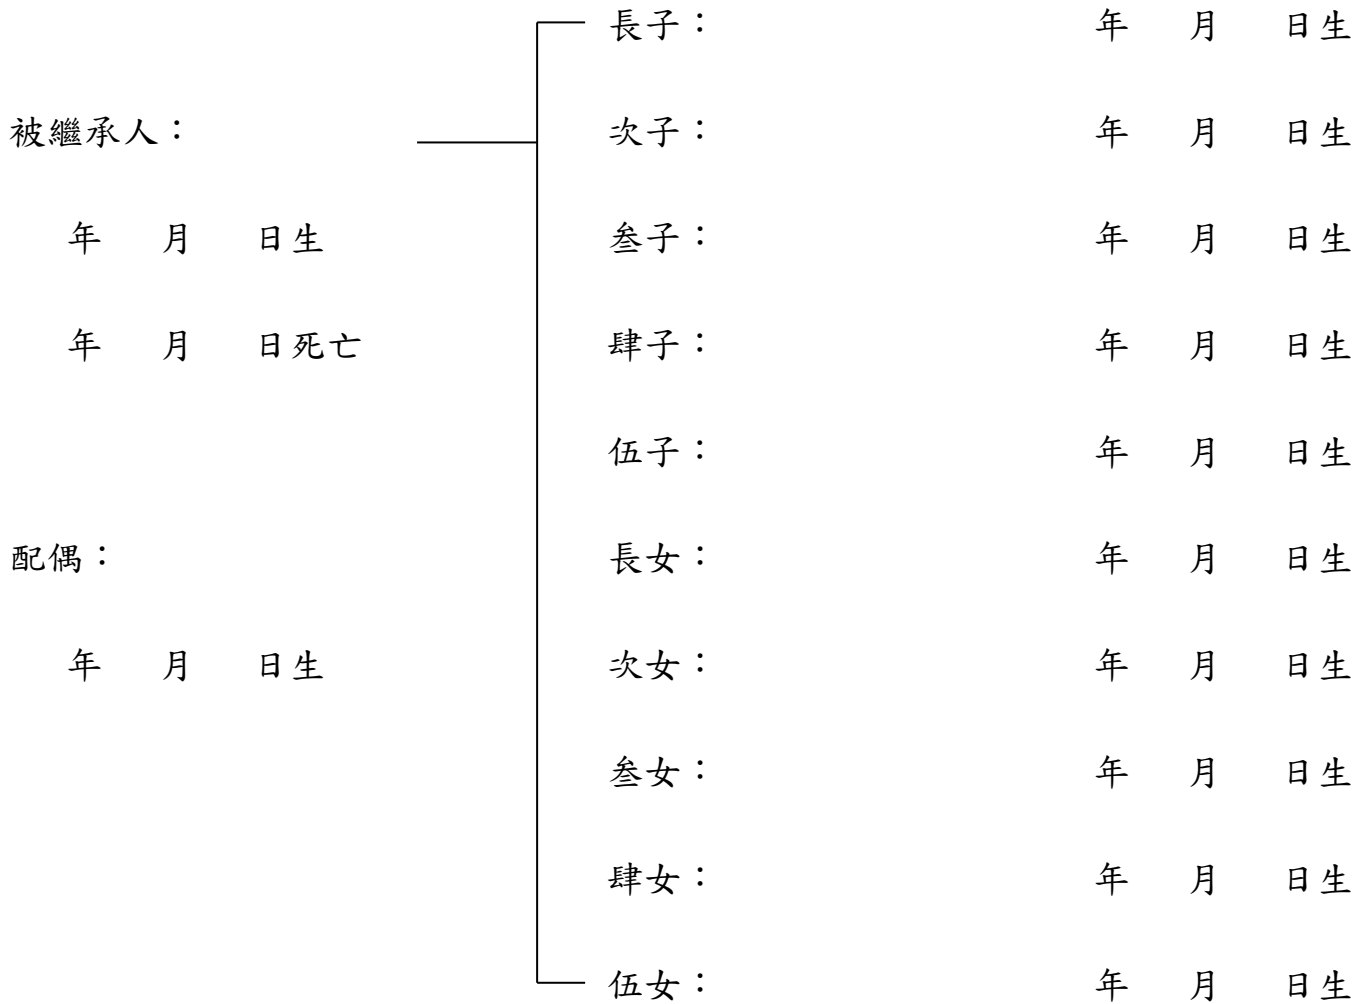 長子： 年 月 日生
被繼承人： 次子： 年 月 日生
年 月 日生 叁子： 年 月 日生
年 月 日死亡 肆子： 年 月 日生
伍子： 年 月 日生
配偶： 長女： 年 月 日生
年 月 日生 次女： 年 月 日生
叁女： 年 月 日生
肆女： 年 月 日生
伍女： 年 月 日生